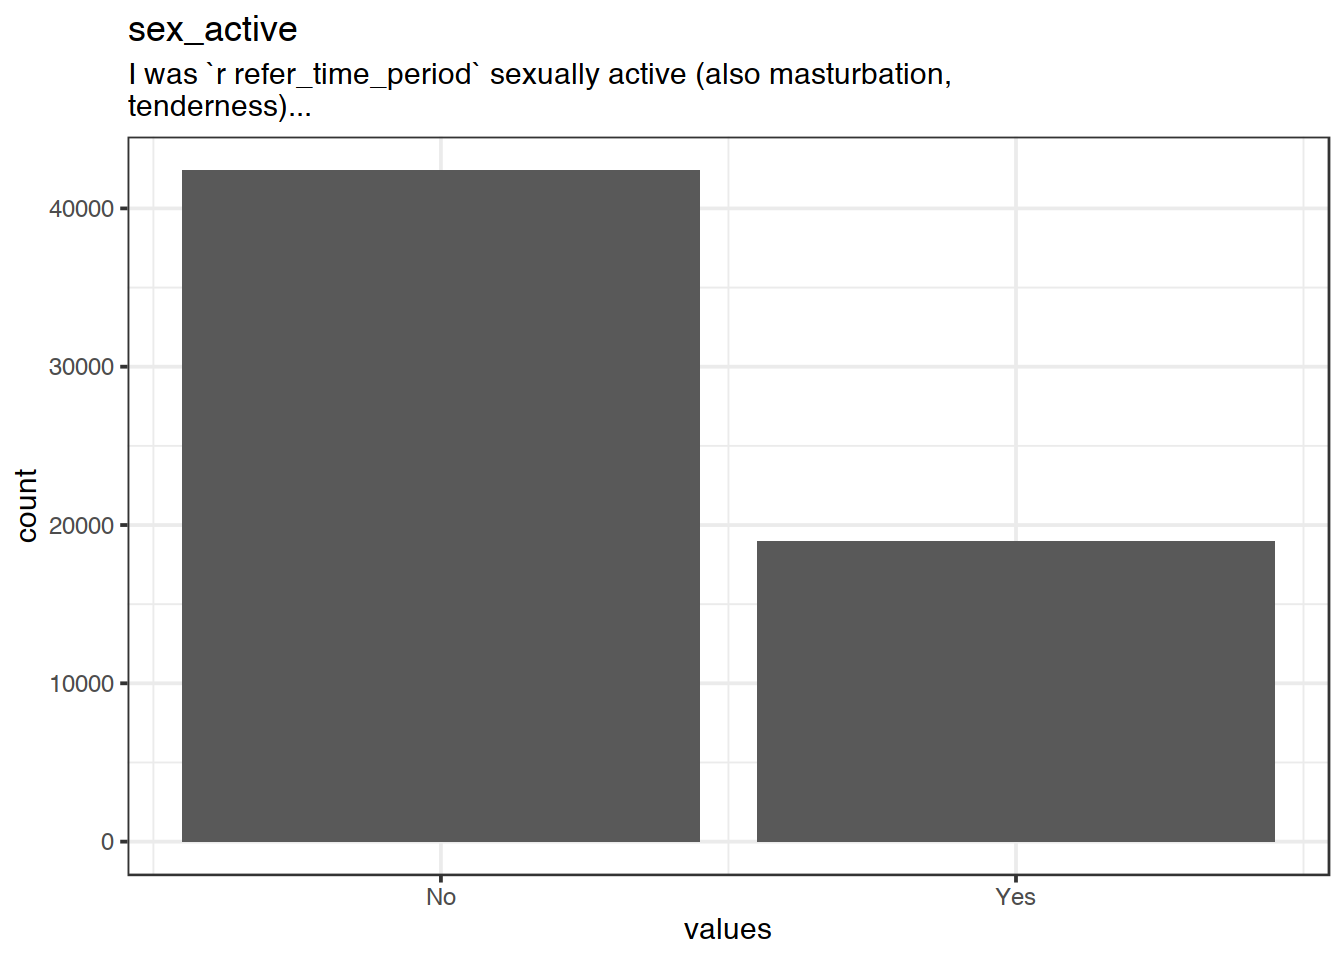 sex_active
I was `r refer_time_period` sexually active (also masturbation,
tenderness)...
40000
30000
20000
10000
0
count
No
Yes
values